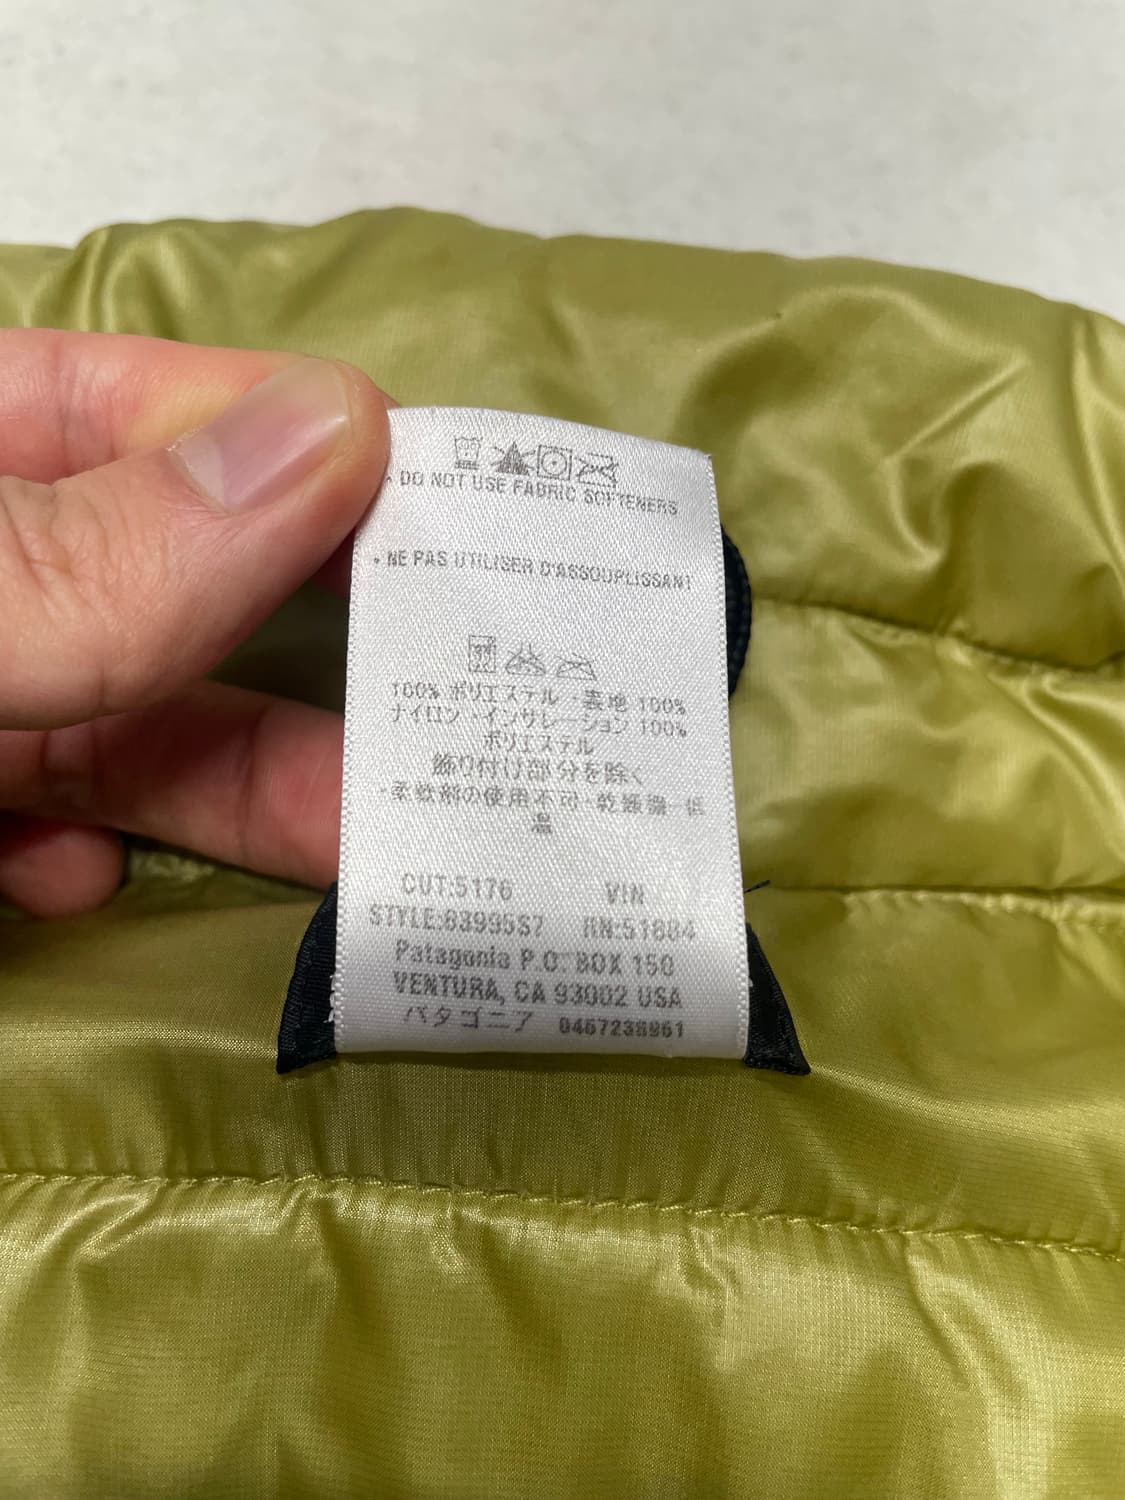 • DO NOT USE FABRIC SOFTENERS
• NE PAS UTILISER D'ASSOUPLISSANT
100% ポリエステル・表地 100%
ナイロン・インサレーション 100%
ポリエステル
飾り付け部分を除く
・柔軟剤の使用不可・乾燥機－低
温
CUT:5176 VIN
STYLE:83995S7 RN:51884
Patagonia P.O. BOX 150
VENTURA, CA 93002 USA
パタゴニア 0467238961